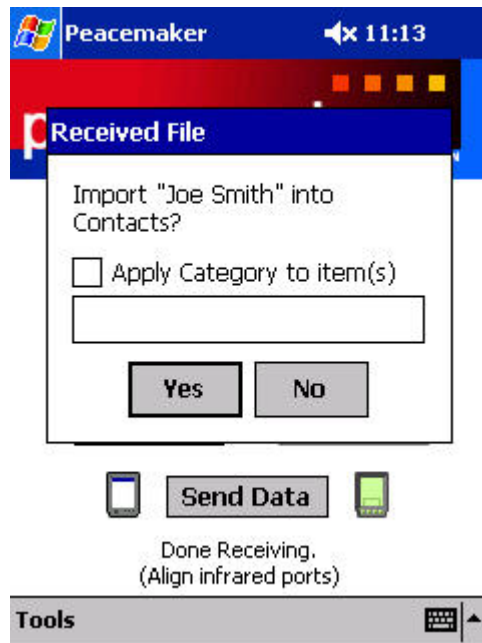 Peacemaker 11:13
p
Received File
Import "Joe Smith" into
Contacts?
Apply Category to item(s)
Yes No
Send Data
Done Receiving.
(Align infrared ports)
Tools